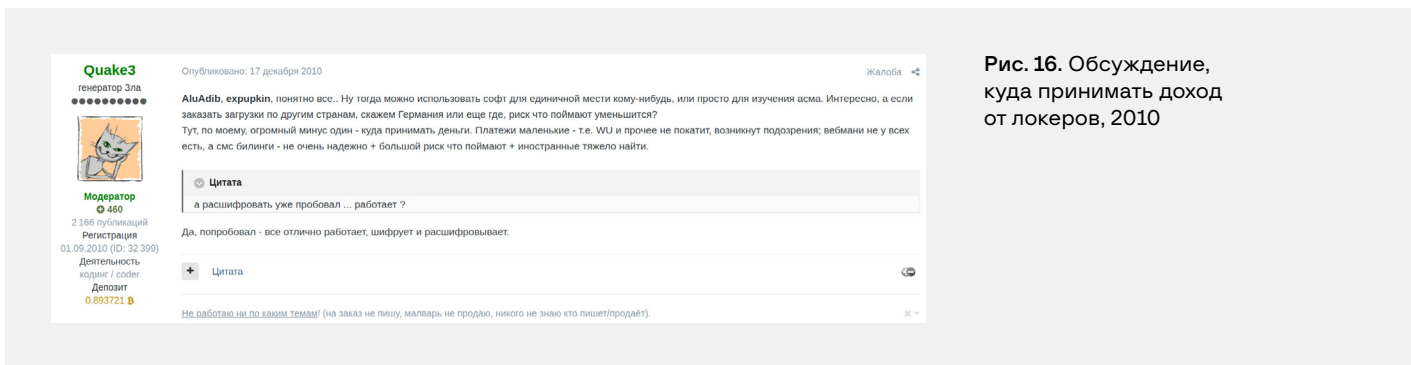 Quake3
генератор Зла
Модератор
460
2 166 публикаций
Регистрация
01.09.2010 (ID: 32 399)
Деятельность
кодинг / coder
Депозит
0.893721 ฿
Опубликовано: 17 декабря 2010
Жалоба
AluAdib, expupkin, понятно все.. Ну тогда можно использовать софт для единичной мести кому-нибудь, или просто для изучения асма. Интересно, а если
заказать загрузки по другим странам, скажем Германия или еще где, риск что поймают уменьшится?
Тут, по моему, огромный минус один - куда принимать деньги. Платежи маленькие - т.е. WU и прочее не покатит, возникнут подозрения; вебмани не у всех
есть, а смс билинги - не очень надежно + большой риск что поймают + иностранные тяжело найти.
Цитата
а расшифровать уже пробовал ... работает ?
Да, попробовал - все отлично работает, шифрует и расшифровывает.
+ Цитата
Не работаю ни по каким темам! (на заказ не пишу, малварь не продаю, никого не знаю кто пишет/продаёт).
Рис. 16. Обсуждение,
куда принимать доход
от локеров, 2010